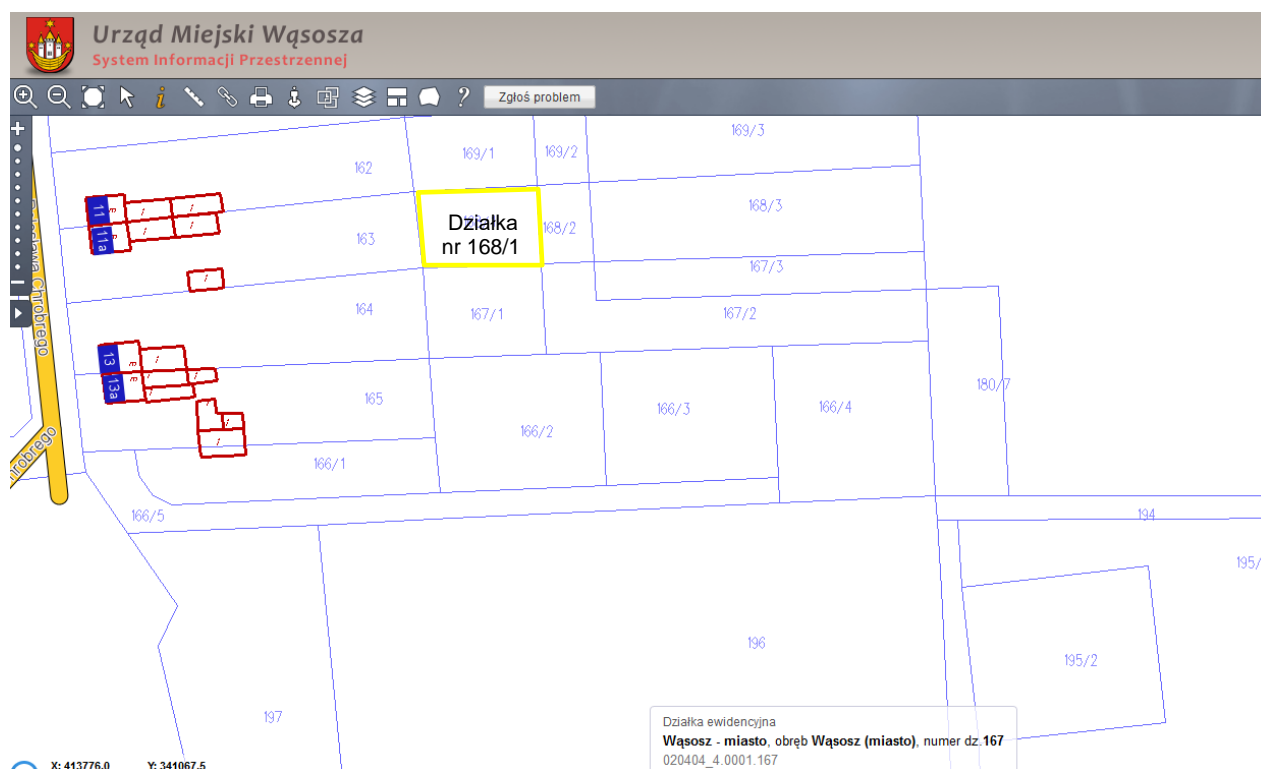 Urząd Miejski Wąsosza
System Informacji Przestrzennej
Zgłoś problem
169/3
169/1
169/2
162
168/3
11
11a
Działka
nr 168/1
168/2
163
167/3
164
167/1
167/2
Chrobrego
13
13a
165
166/2
166/3
166/4
180/7
166/1
166/5
194
195/
196
195/2
197
Działka ewidencyjna
Wąsosz - miasto, obręb Wąsosz (miasto), numer dz.167
020404_4.0001.167
X: 413776.0 Y: 341067.5